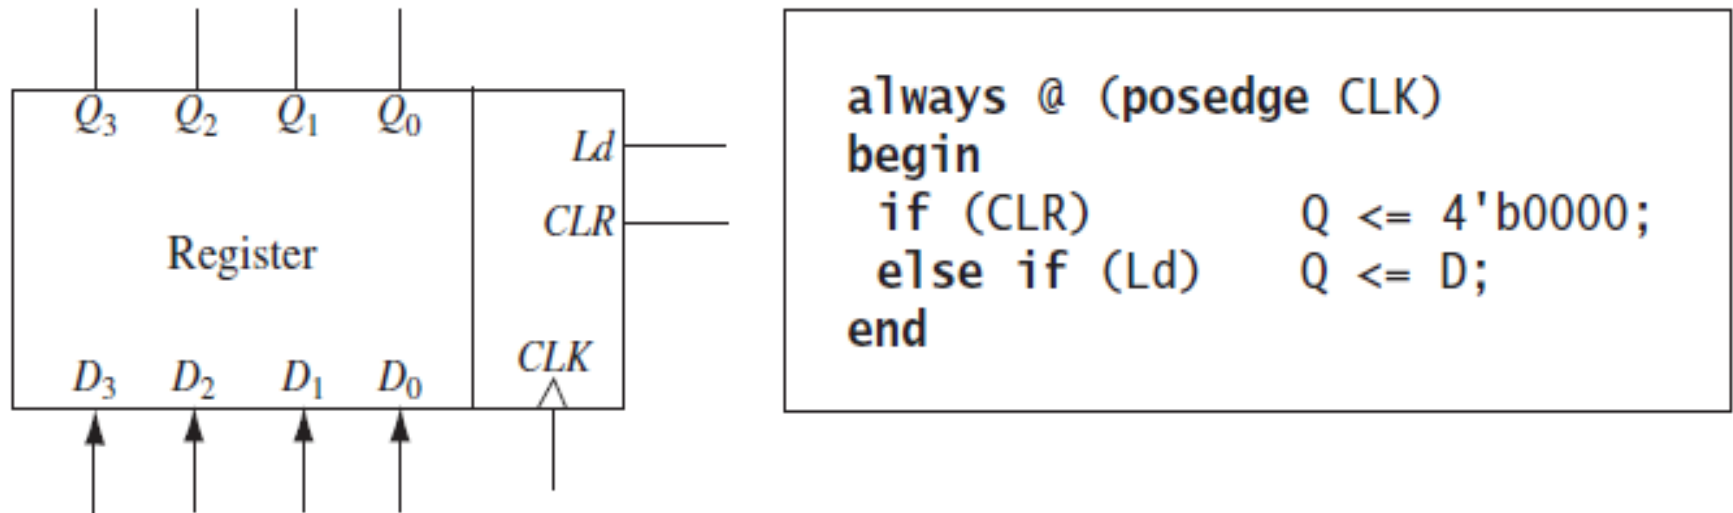 Q₃ Q₂ Q₁ Q₀
Ld
CLR
Register
CLK
D₃ D₂ D₁ D₀
always @ (posedge CLK)
begin
if (CLR) Q <= 4'b0000;
else if (Ld) Q <= D;
end